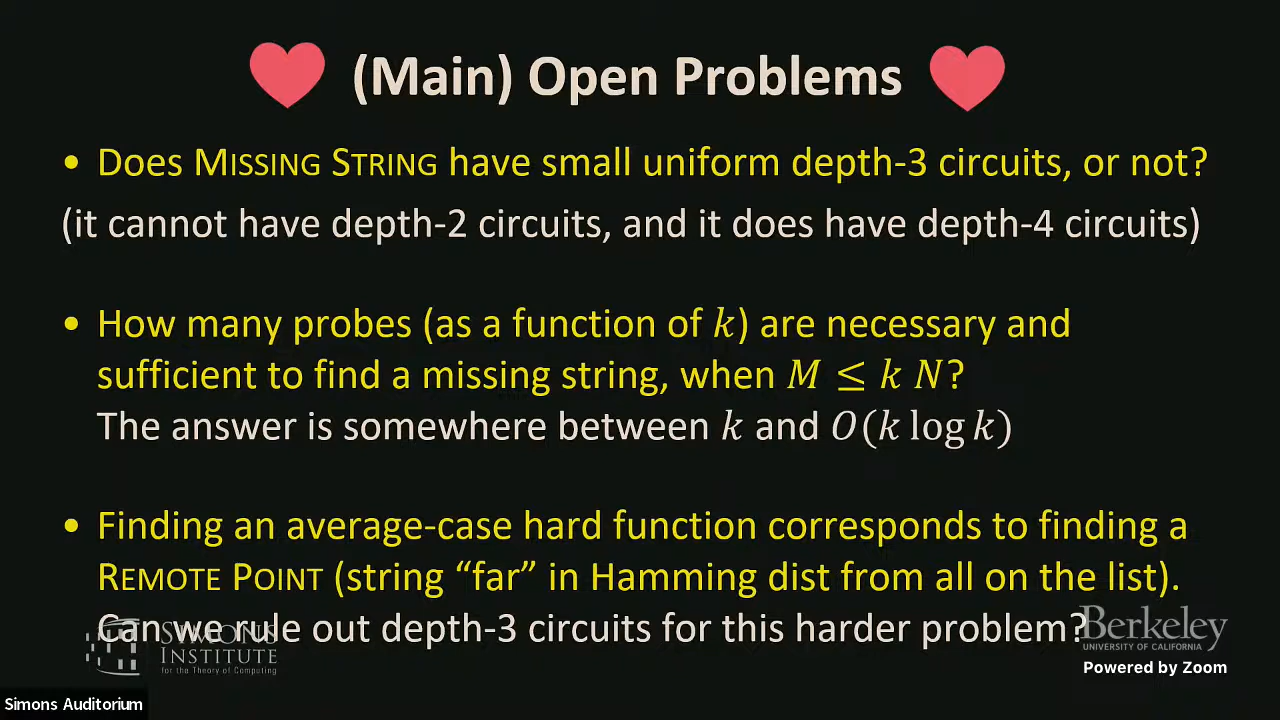 (Main) Open Problems
• Does MISSING STRING have small uniform depth-3 circuits, or not?
(it cannot have depth-2 circuits, and it does have depth-4 circuits)
• How many probes (as a function of k) are necessary and
sufficient to find a missing string, when M ≤ k N?
The answer is somewhere between k and O(k log k)
• Finding an average-case hard function corresponds to finding a
REMOTE POINT (string “far” in Hamming dist from all on the list).
Can we rule out depth-3 circuits for this harder problem?
SIMONS
INSTITUTE
for the Theory of Computing
Berkeley
UNIVERSITY OF CALIFORNIA
Powered by Zoom
Simons Auditorium